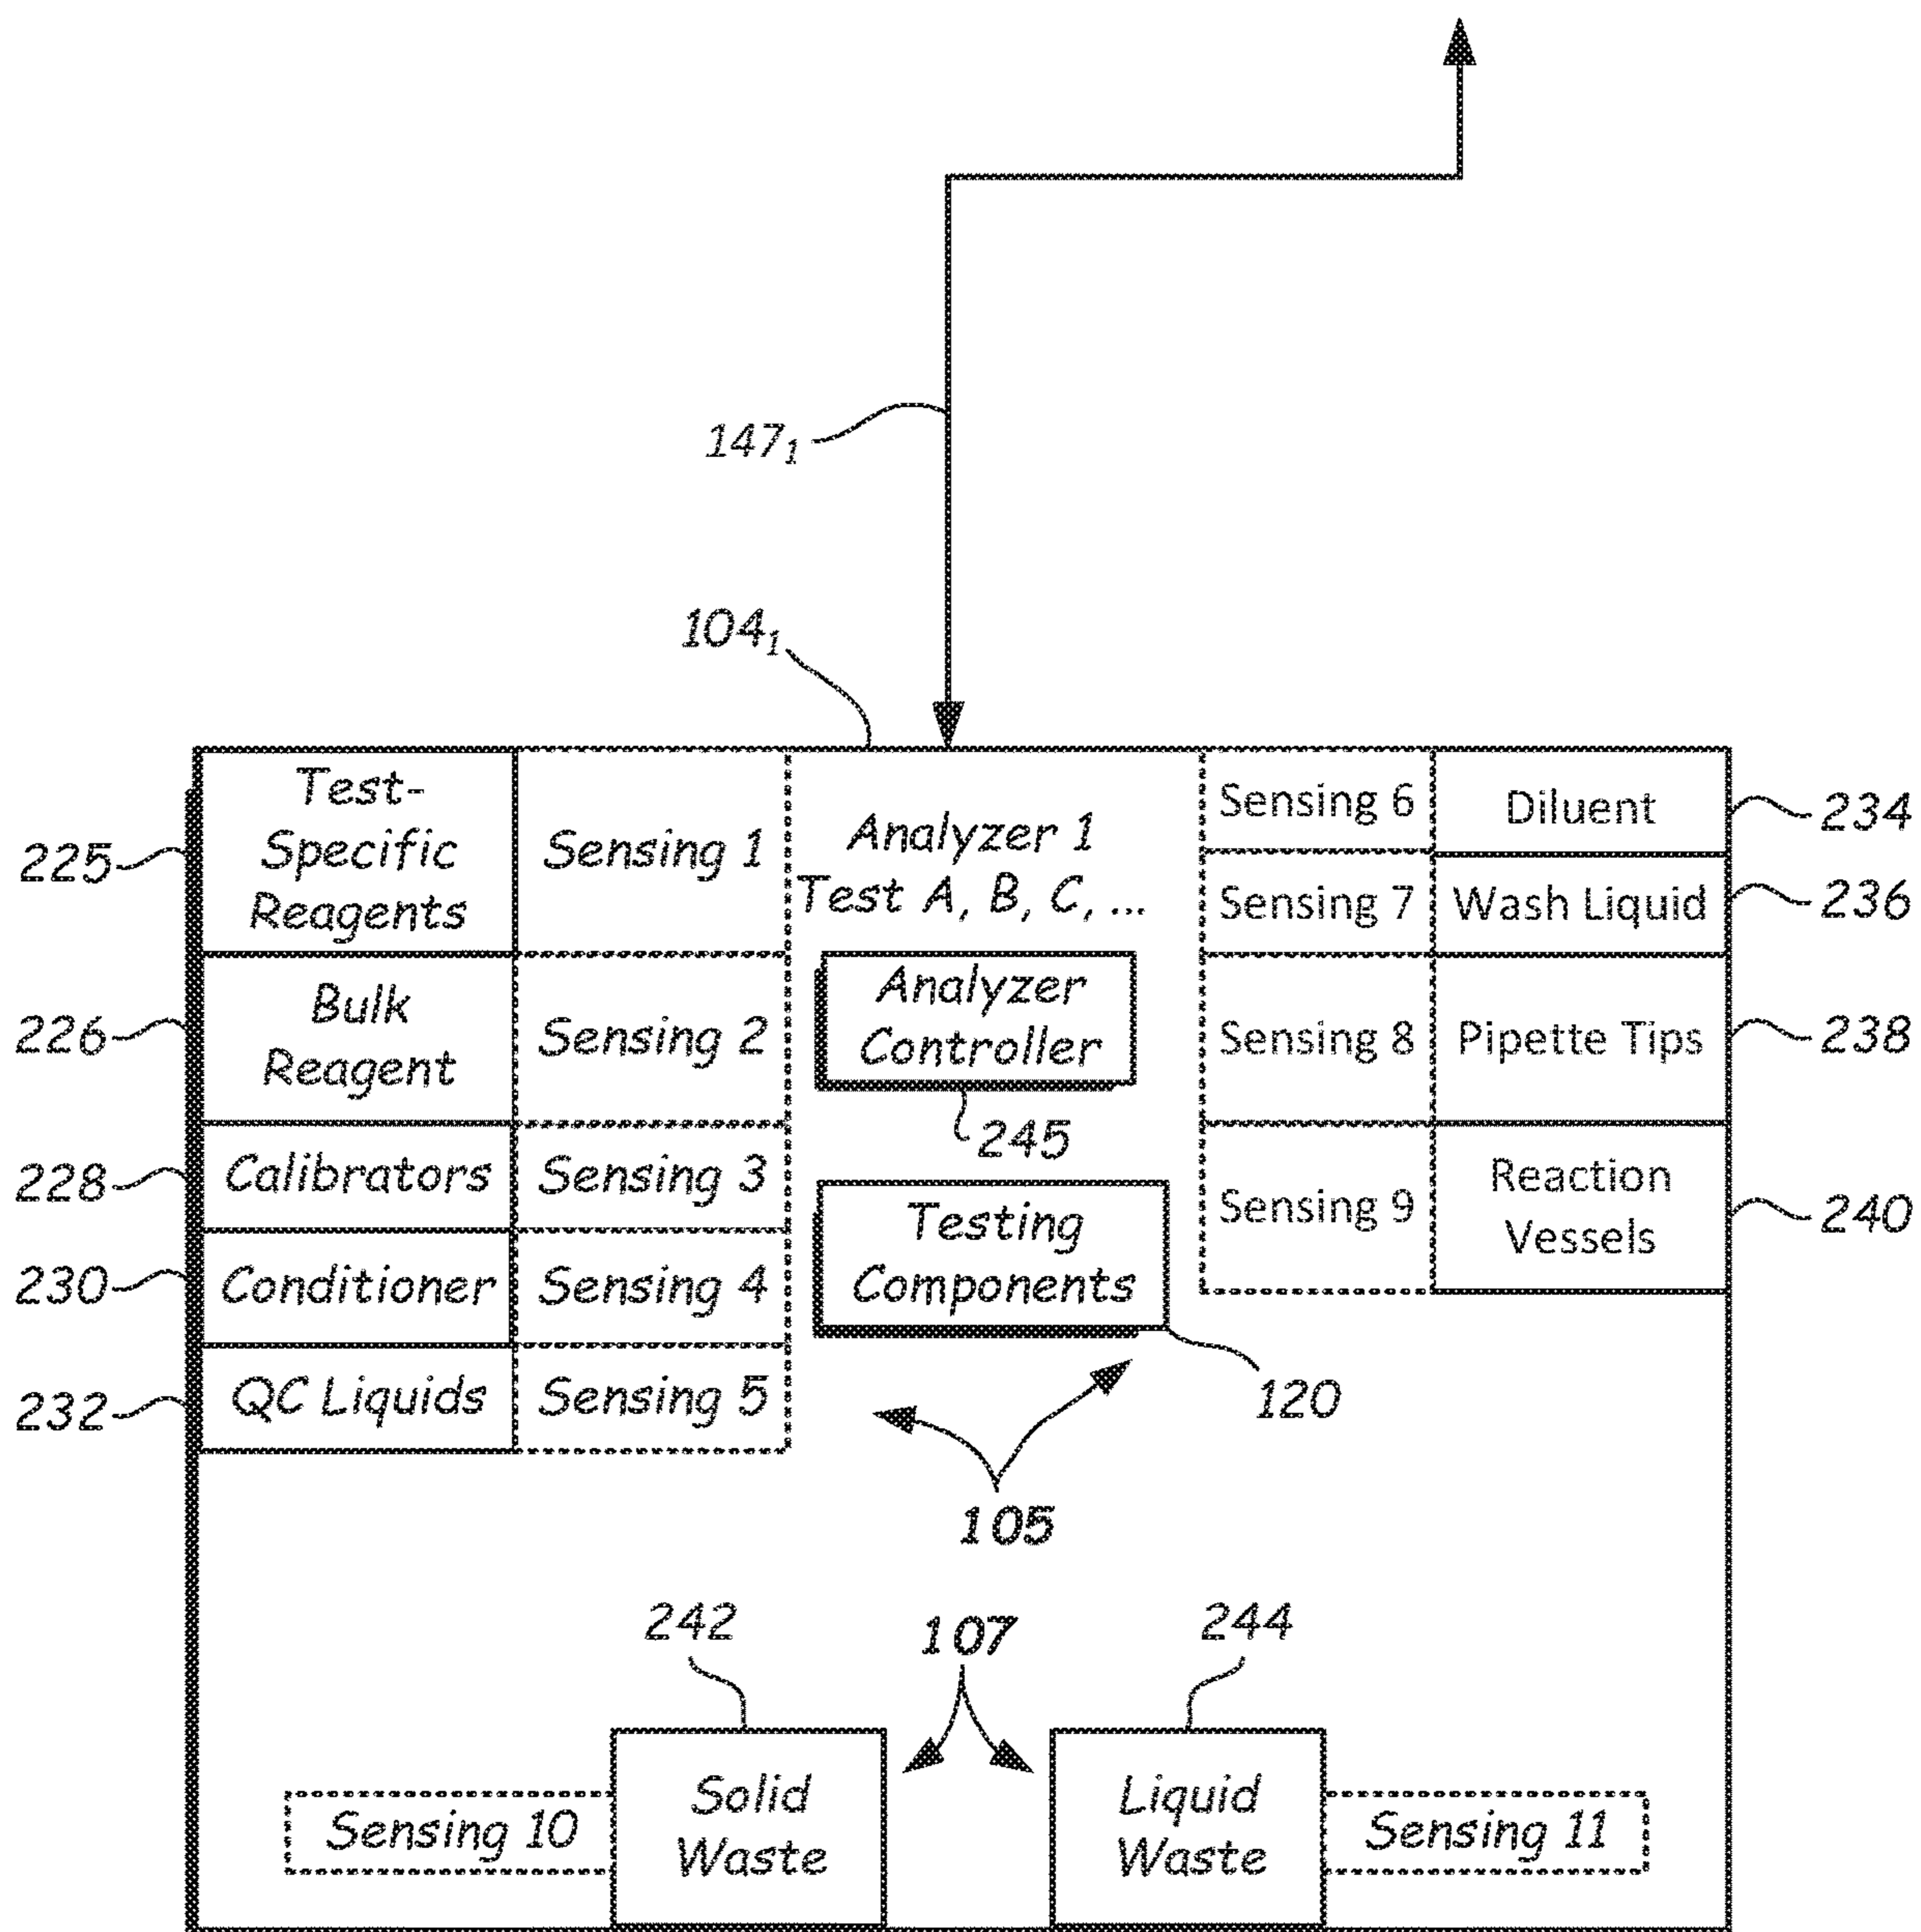 147₁
104₁
Test-
Specific
Reagents
Sensing 1
225
Bulk
Reagent
Sensing 2
226
Calibrators
Sensing 3
228
Conditioner
Sensing 4
230
QC Liquids
Sensing 5
232
Analyzer 1
Test A, B, C, ...
Analyzer
Controller
245
Testing
Components
120
105
Sensing 6
Diluent
234
Sensing 7
Wash Liquid
236
Sensing 8
Pipette Tips
238
Sensing 9
Reaction
Vessels
240
242
107
244
Sensing 10
Solid
Waste
Liquid
Waste
Sensing 11